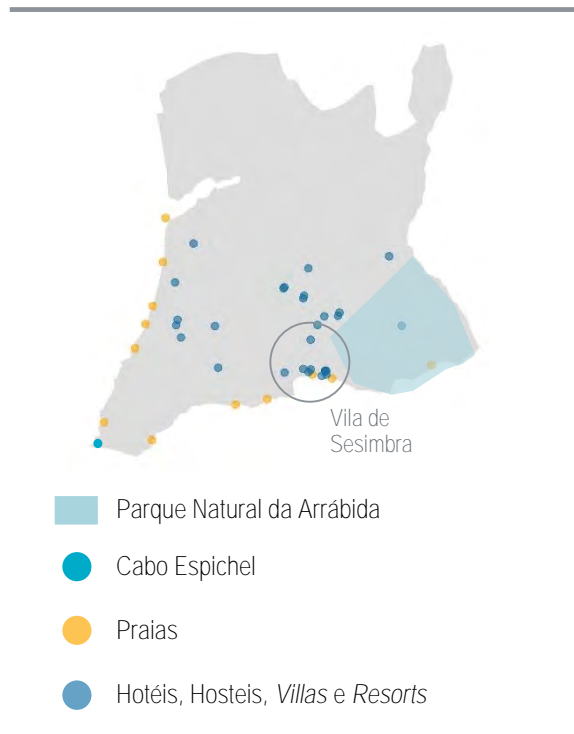 Vila de
Sesimbra
Parque Natural da Arrábida
Cabo Espichel
Praias
Hotéis, Hosteis, Villas e Resorts